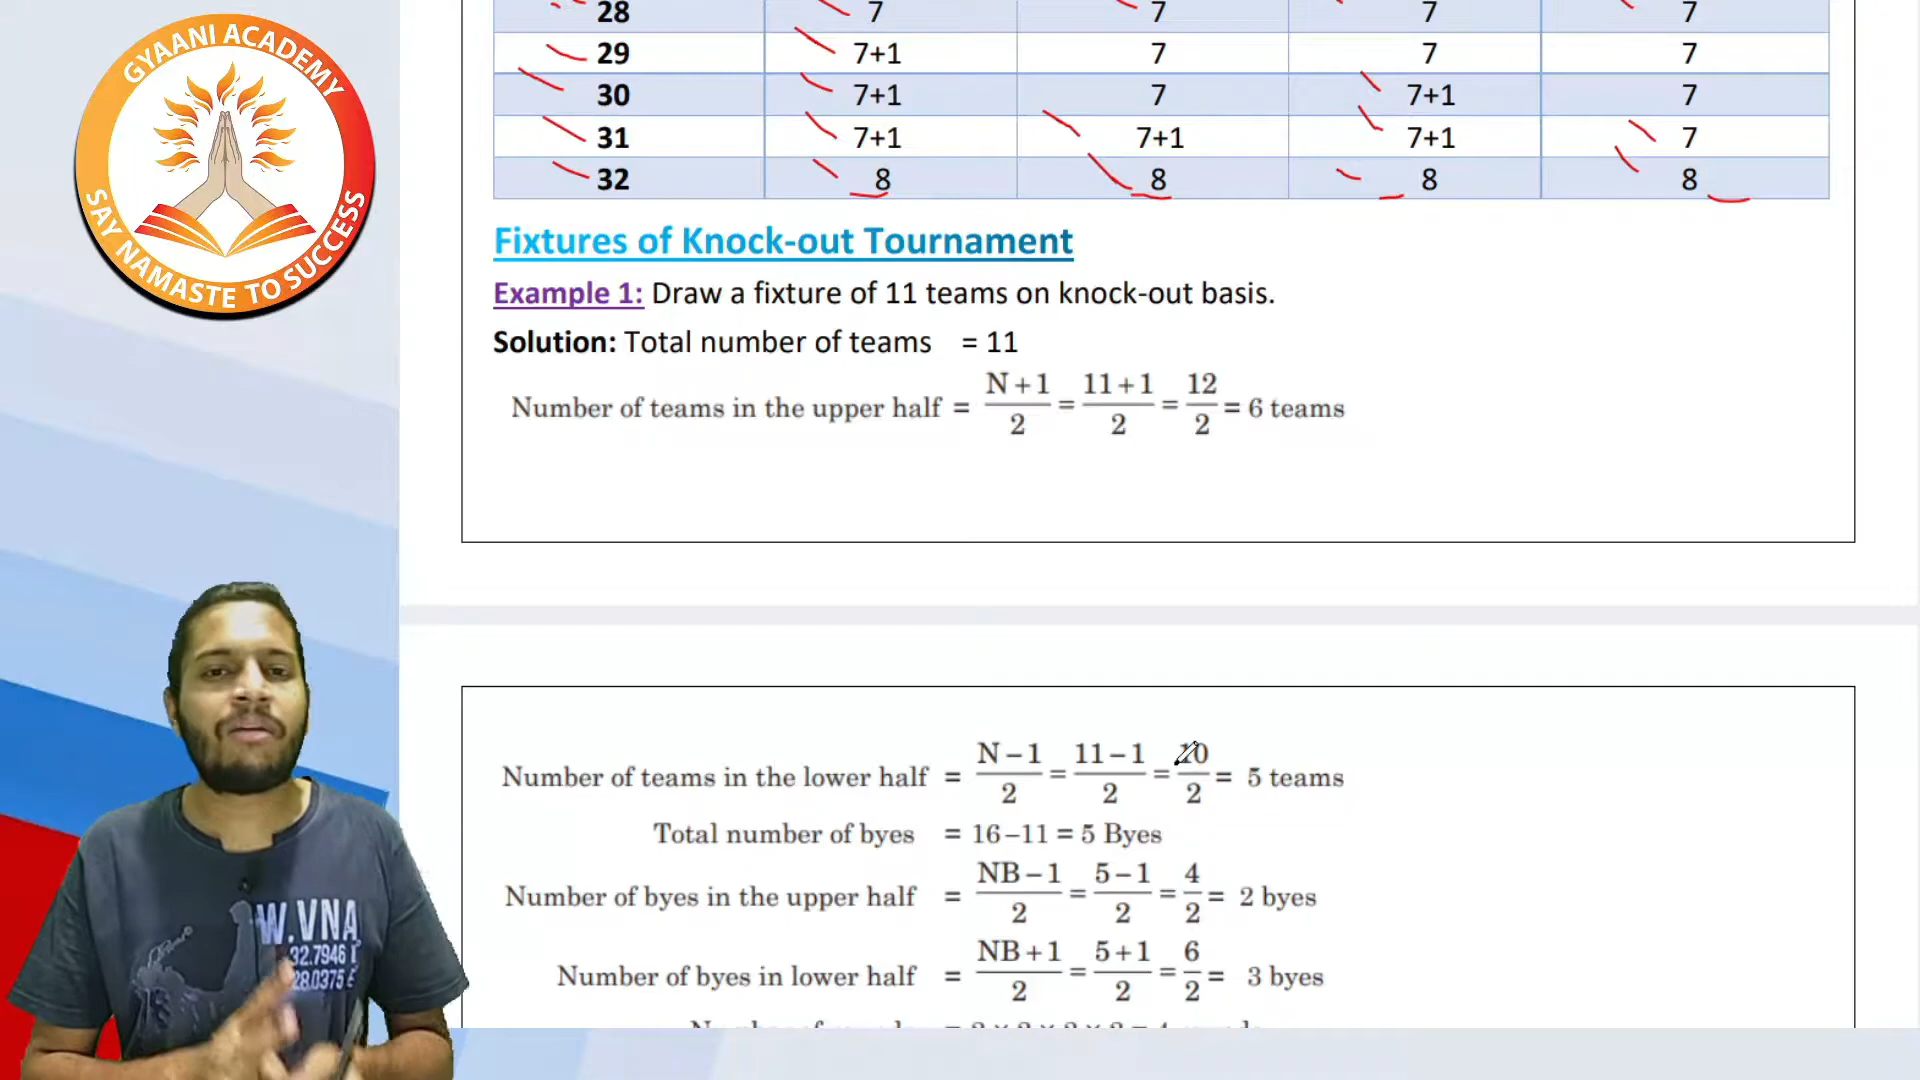 GYAANI ACADEMY
SAY NAMASTE TO SUCCESS
28 7 7 7 7
29 7+1 7 7 7
30 7+1 7 7+1 7
31 7+1 7+1 7+1 7
32 8 8 8 8
Fixtures of Knock-out Tournament
Example 1: Draw a fixture of 11 teams on knock-out basis.
Solution: Total number of teams = 11
Number of teams in the upper half = N+1/2 = 11+1/2 = 12/2 = 6 teams
Number of teams in the lower half = N−1/2 = 11−1/2 = 10/2 = 5 teams
Total number of byes = 16−11 = 5 Byes
Number of byes in the upper half = NB−1/2 = 5−1/2 = 4/2 = 2 byes
Number of byes in lower half = NB+1/2 = 5+1/2 = 6/2 = 3 byes
W.VNA
32.7946
28.0375